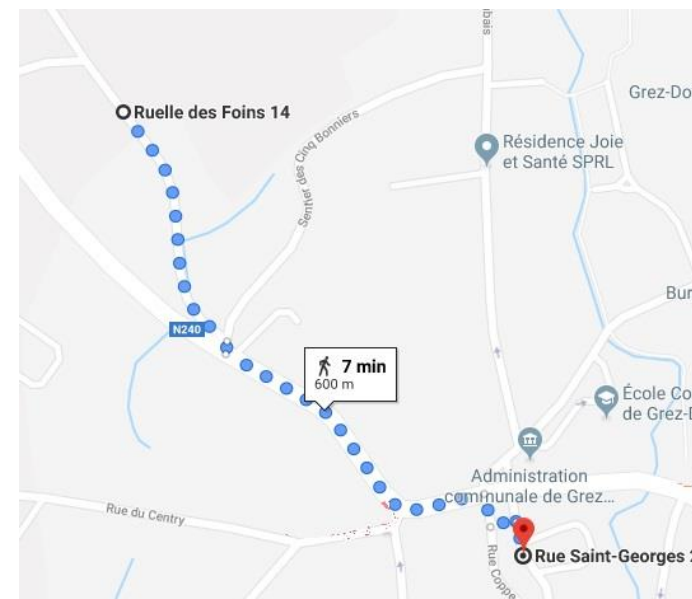 bais
Grez-Do
Ruelle des Foins 14
Sentier des Cinq Bonniers
Résidence Joie
et Santé SPRL
Bur
N240
7 min
600 m
École Co
de Grez-D
Administration
communale de Grez...
Rue du Centry
Rue Coppe
Rue Saint-Georges 2